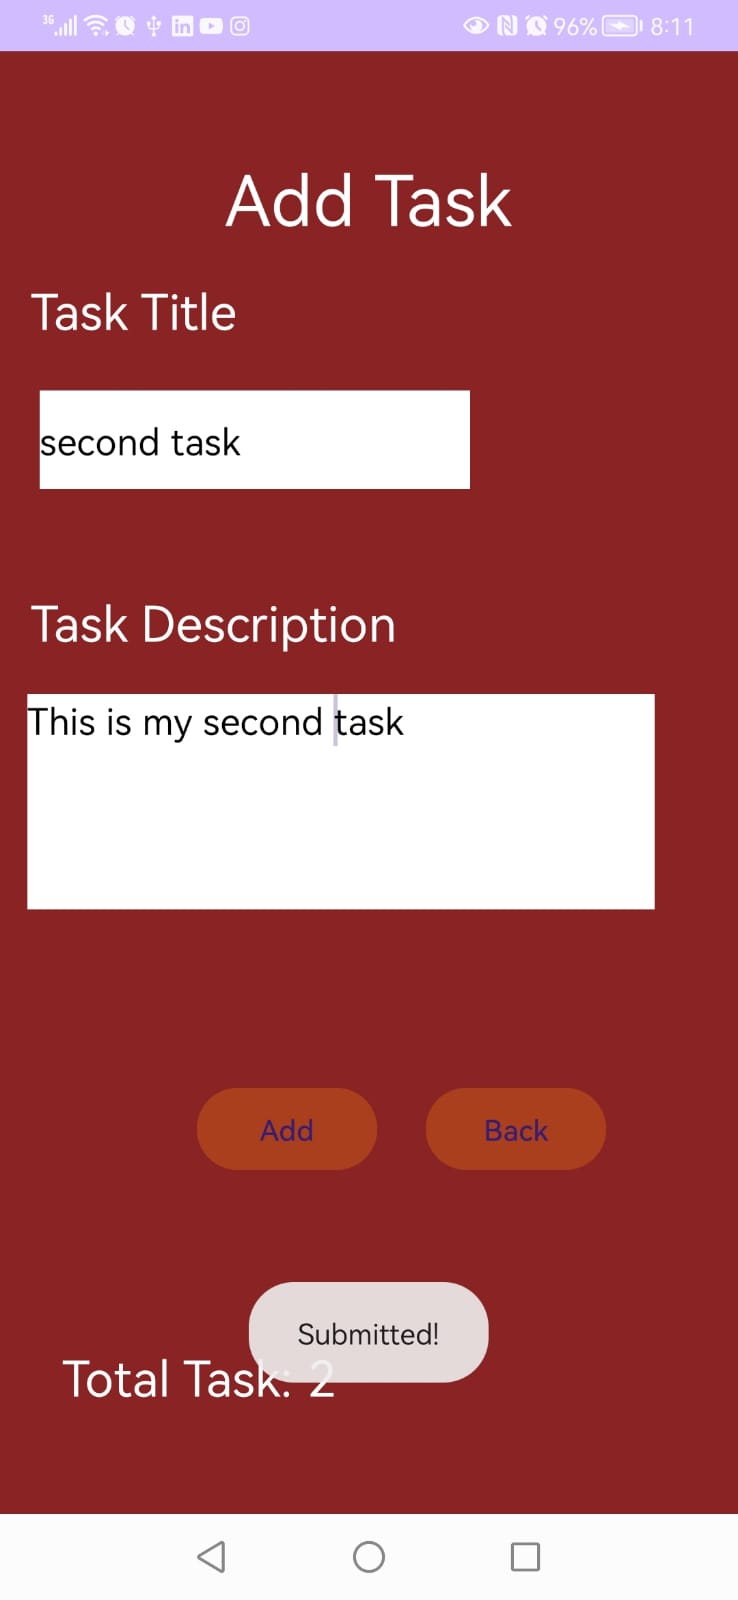 3G 96% 8:11
Add Task
Task Title
second task
Task Description
This is my second task
Add Back
Submitted!
Total Task: 2